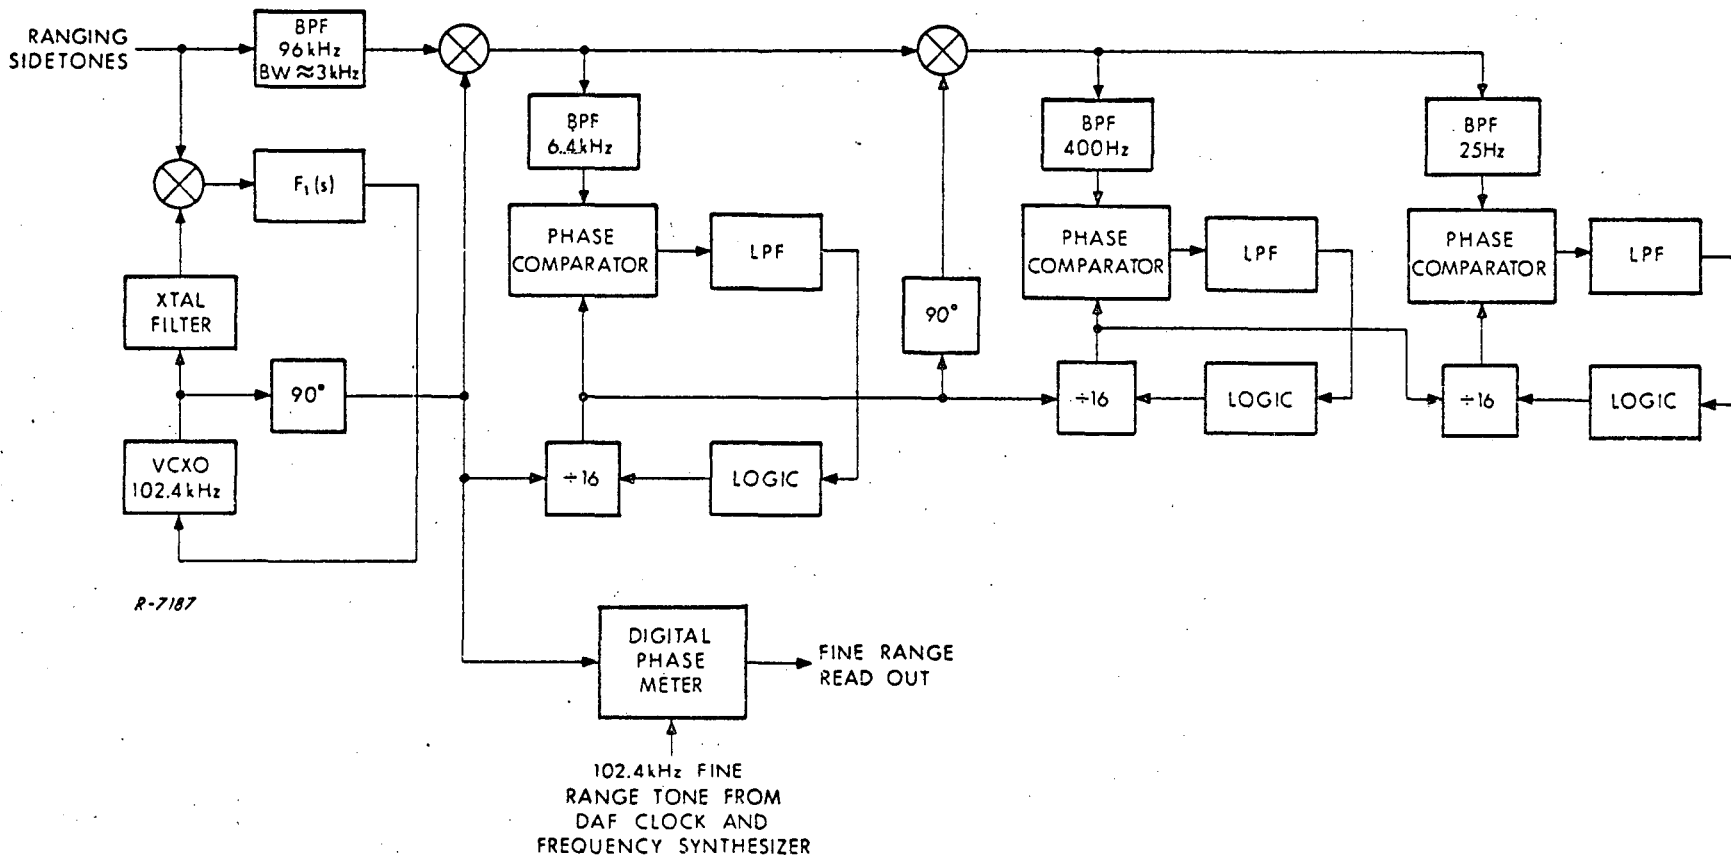 RANGING
SIDETONES
BPF
96kHz
BW ≈3kHz
BPF
6.4kHz
BPF
400Hz
BPF
25Hz
F₁(s)
PHASE
COMPARATOR
LPF
PHASE
COMPARATOR
LPF
PHASE
COMPARATOR
LPF
XTAL
FILTER
90°
90°
÷16
LOGIC
÷16
LOGIC
VCXO
102.4kHz
÷16
LOGIC
R-7187
DIGITAL
PHASE
METER
FINE RANGE
READ OUT
102.4kHz FINE
RANGE TONE FROM
DAF CLOCK AND
FREQUENCY SYNTHESIZER